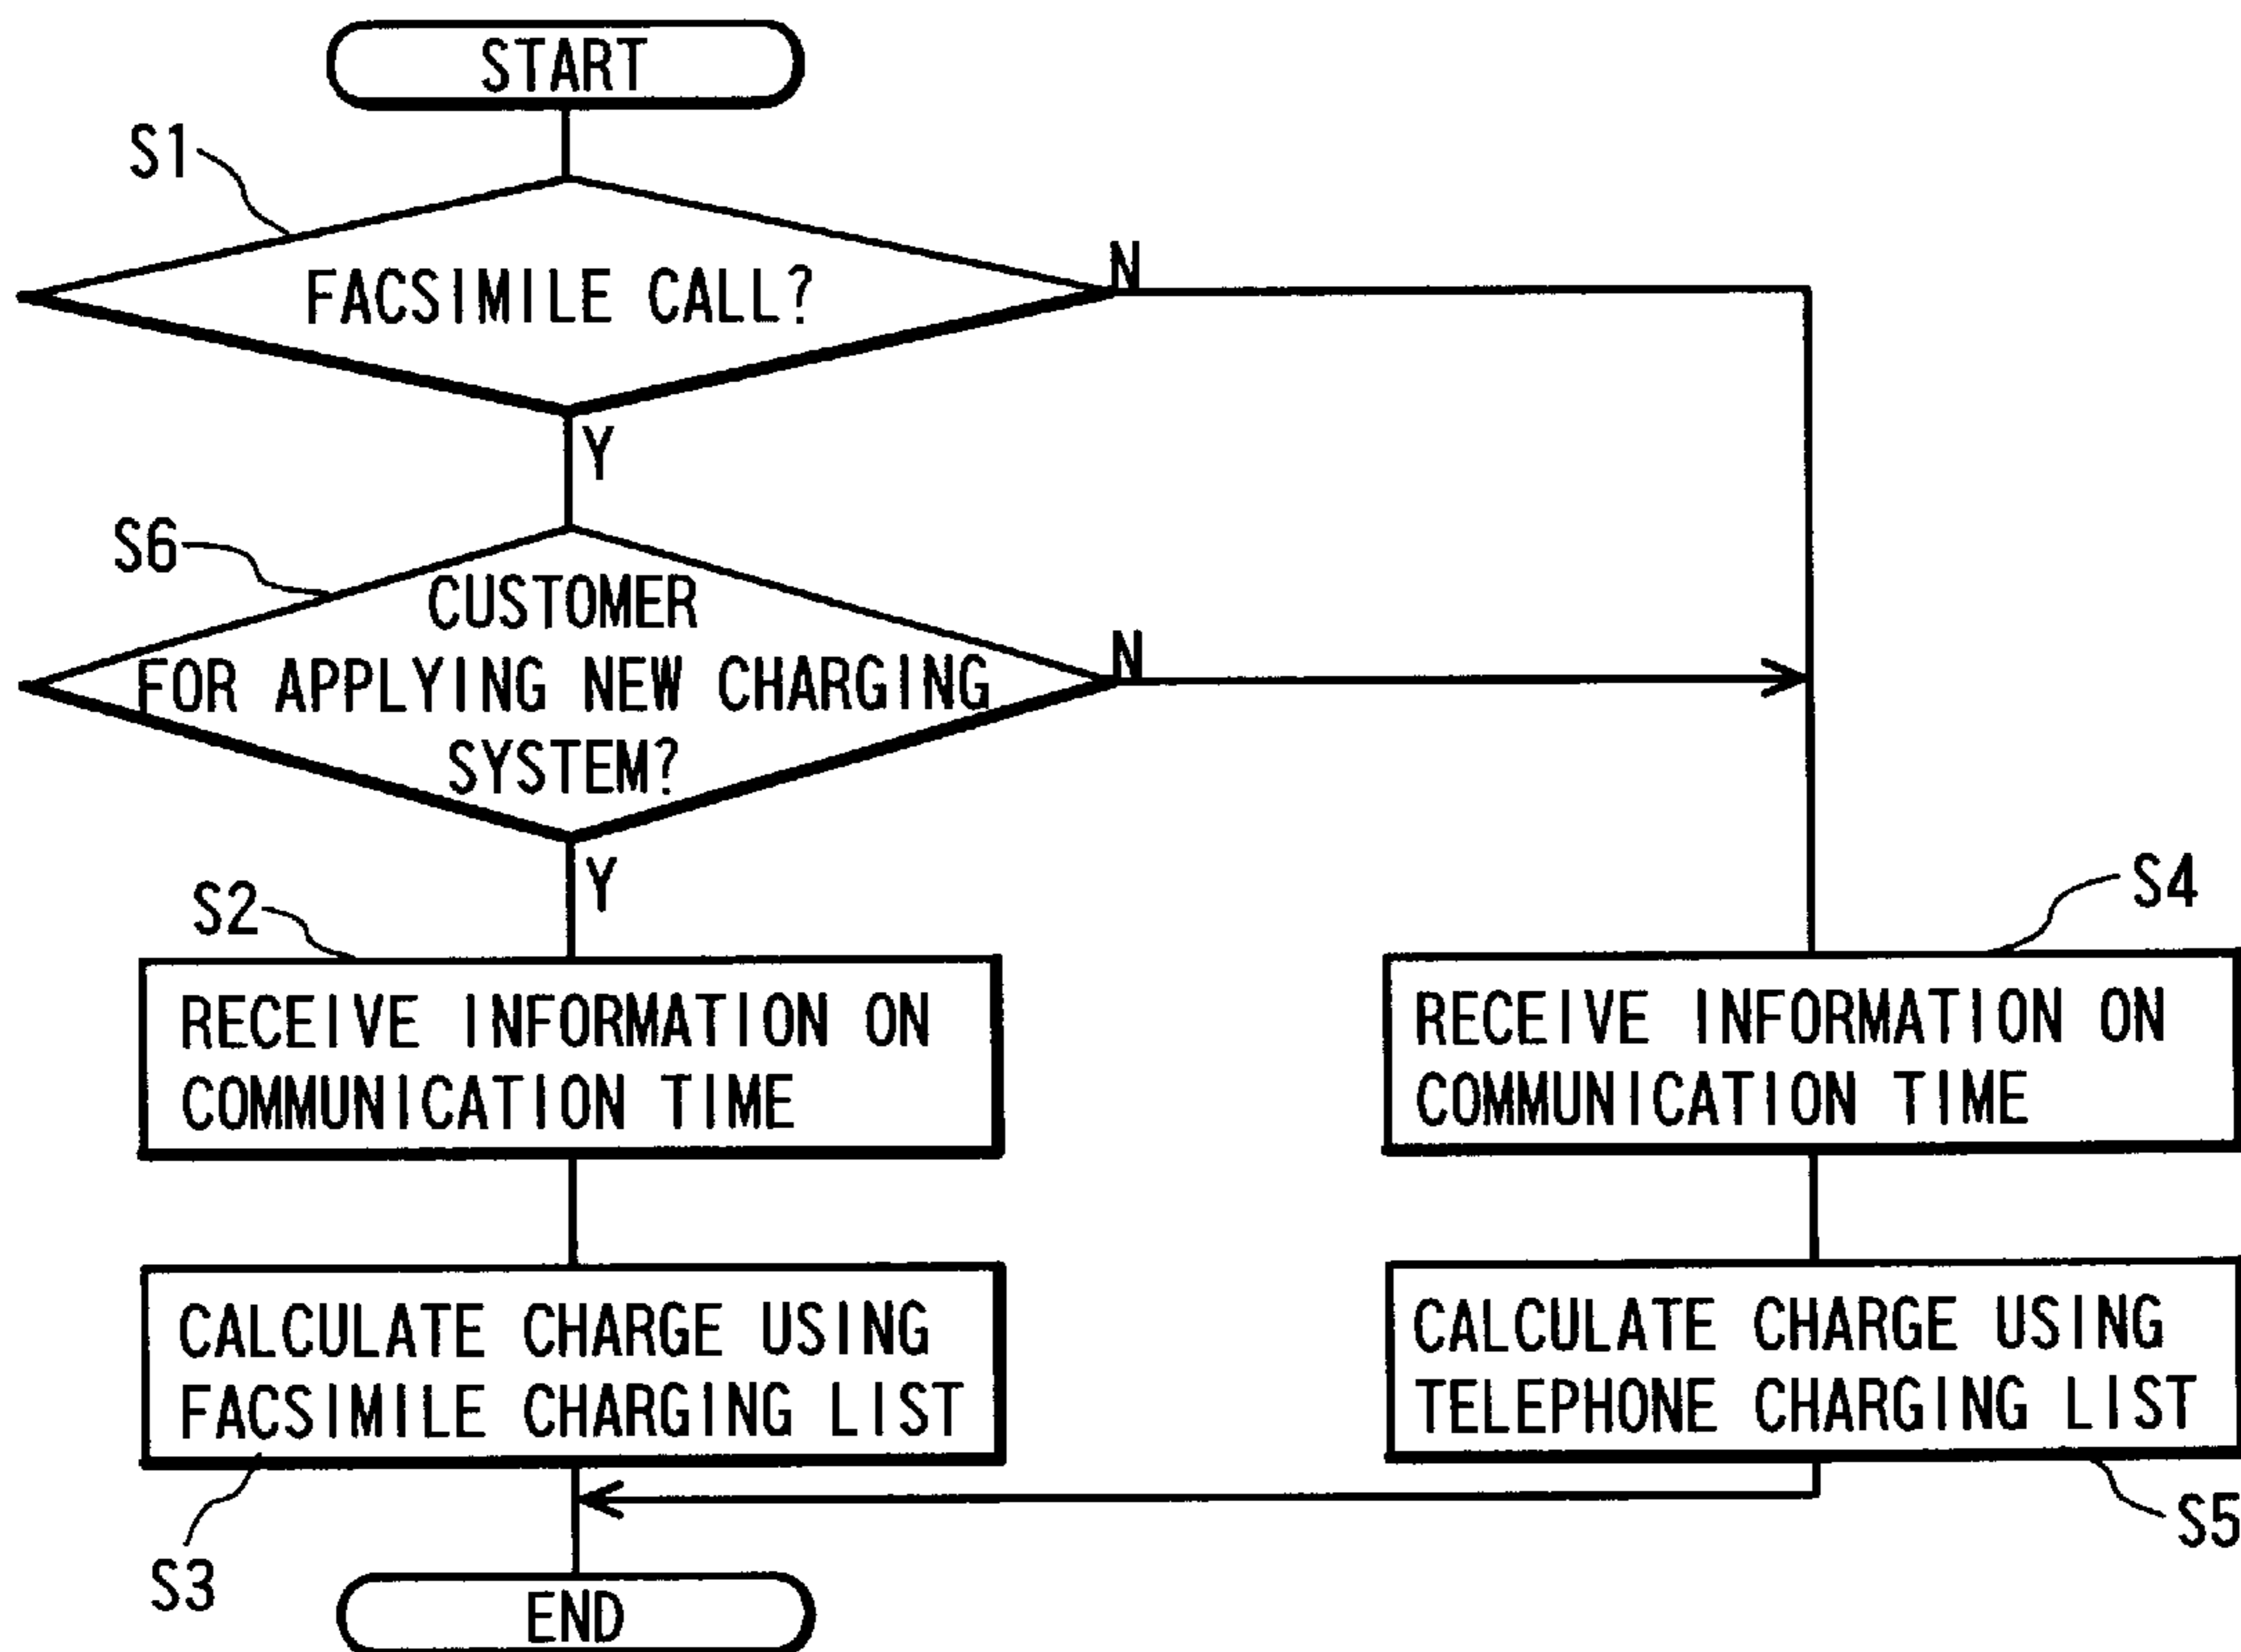 START
S1
FACSIMILE CALL?
N
Y
S6
CUSTOMER
FOR APPLYING NEW CHARGING
SYSTEM?
N
Y
S2
RECEIVE INFORMATION ON
COMMUNICATION TIME
S4
RECEIVE INFORMATION ON
COMMUNICATION TIME
CALCULATE CHARGE USING
FACSIMILE CHARGING LIST
S3
CALCULATE CHARGE USING
TELEPHONE CHARGING LIST
S5
END